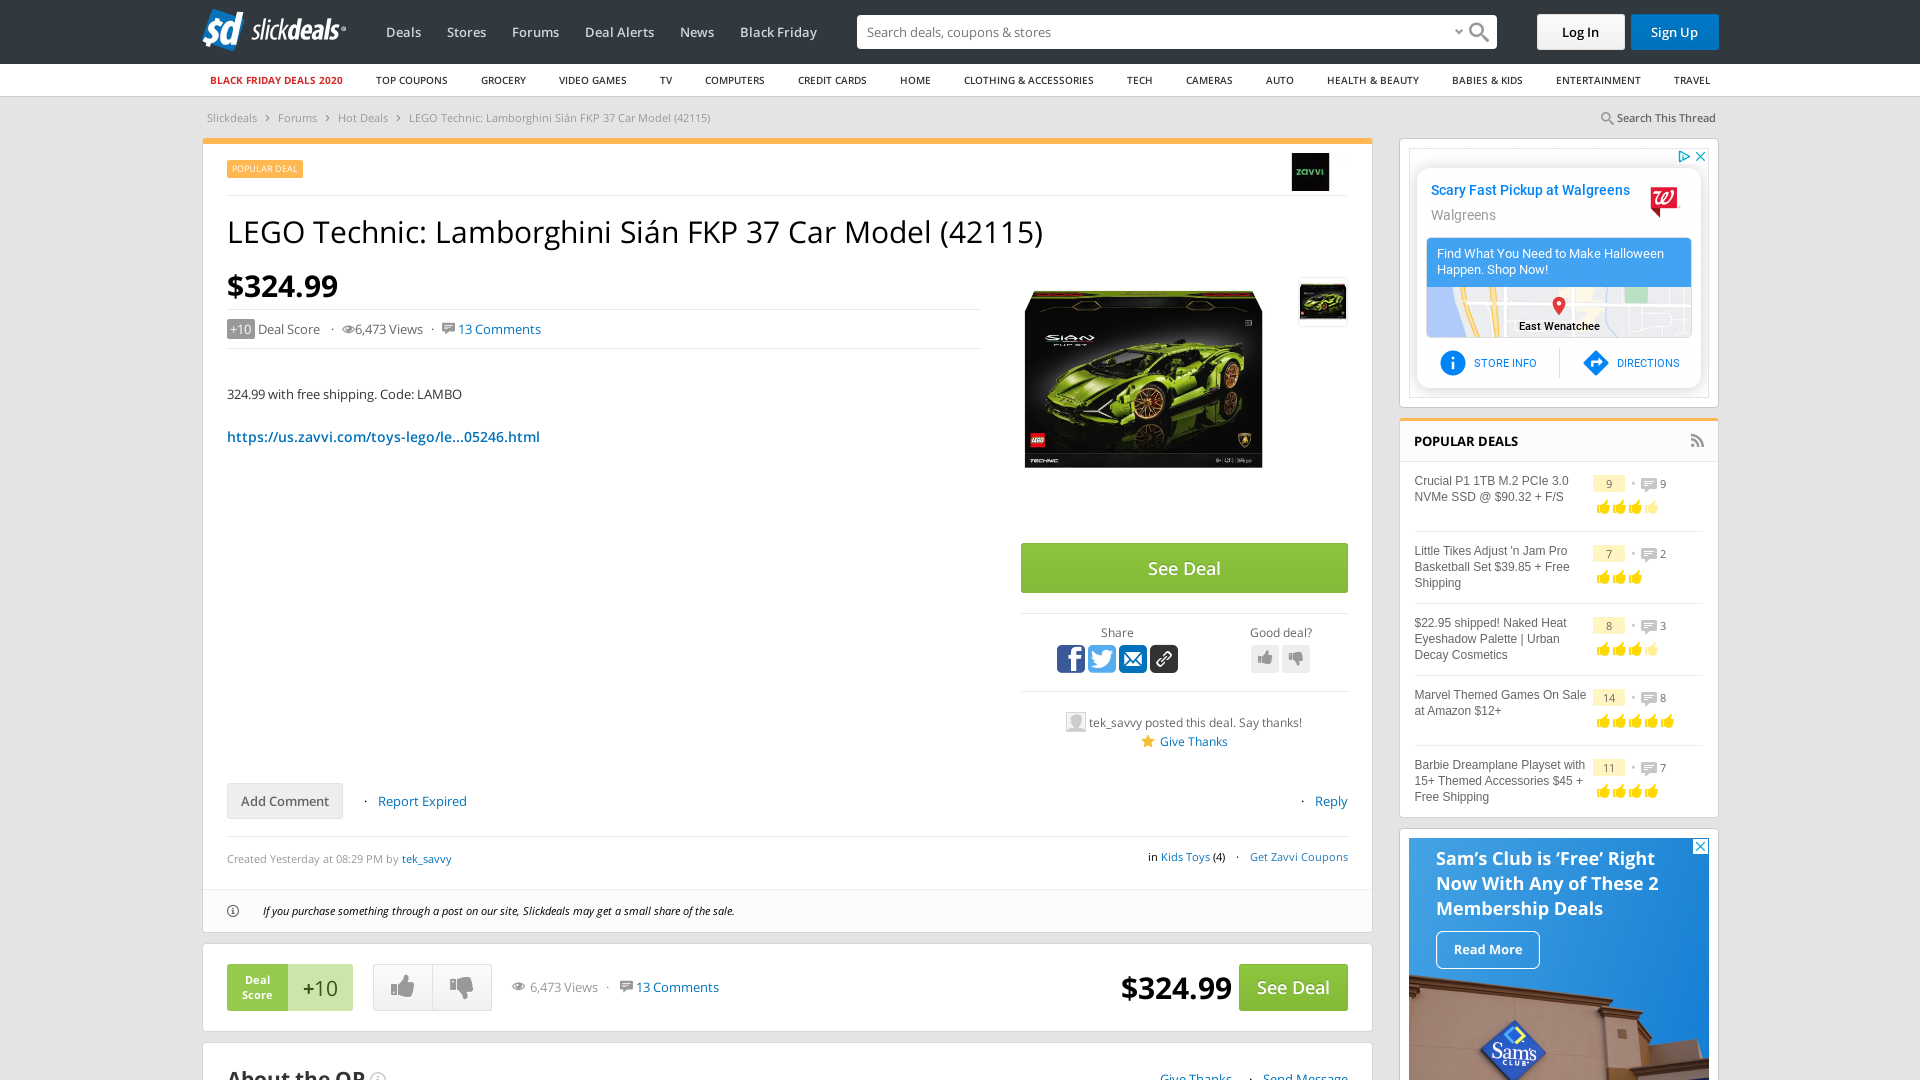 slickdeals
Deals
Stores
Forums
Deal Alerts
News
Black Friday
Search deals, coupons & stores
Log In
Sign Up
BLACK FRIDAY DEALS 2020
TOP COUPONS
GROCERY
VIDEO GAMES
TV
COMPUTERS
CREDIT CARDS
HOME
CLOTHING & ACCESSORIES
TECH
CAMERAS
AUTO
HEALTH & BEAUTY
BABIES & KIDS
ENTERTAINMENT
TRAVEL
Slickdeals › Forums › Hot Deals › LEGO Technic: Lamborghini Sián FKP 37 Car Model (42115)
Search This Thread
POPULAR DEAL
zavvi
LEGO Technic: Lamborghini Sián FKP 37 Car Model (42115)
$324.99
+10 Deal Score · 6,473 Views · 13 Comments
324.99 with free shipping. Code: LAMBO
https://us.zavvi.com/toys-lego/le...05246.html
SIÁN
FKP 37
LEGO
TECHNIC
See Deal
Share
Good deal?
tek_savvy posted this deal. Say thanks!
Give Thanks
Add Comment · Report Expired
· Reply
Created Yesterday at 08:29 PM by tek_savvy
in Kids Toys (4) · Get Zavvi Coupons
If you purchase something through a post on our site, Slickdeals may get a small share of the sale.
Deal
Score
+10
6,473 Views · 13 Comments
$324.99
See Deal
About the OP
Give Thanks · Send Message
Scary Fast Pickup at Walgreens
Walgreens
Find What You Need to Make Halloween
Happen. Shop Now!
East Wenatchee
STORE INFO
DIRECTIONS
POPULAR DEALS
Crucial P1 1TB M.2 PCIe 3.0
NVMe SSD @ $90.32 + F/S
9 • 9
Little Tikes Adjust 'n Jam Pro
Basketball Set $39.85 + Free
Shipping
7 • 2
$22.95 shipped! Naked Heat
Eyeshadow Palette | Urban
Decay Cosmetics
8 • 3
Marvel Themed Games On Sale
at Amazon $12+
14 • 8
Barbie Dreamplane Playset with
15+ Themed Accessories $45 +
Free Shipping
11 • 7
Sam's Club is 'Free' Right
Now With Any of These 2
Membership Deals
Read More
Sam's
CLUB